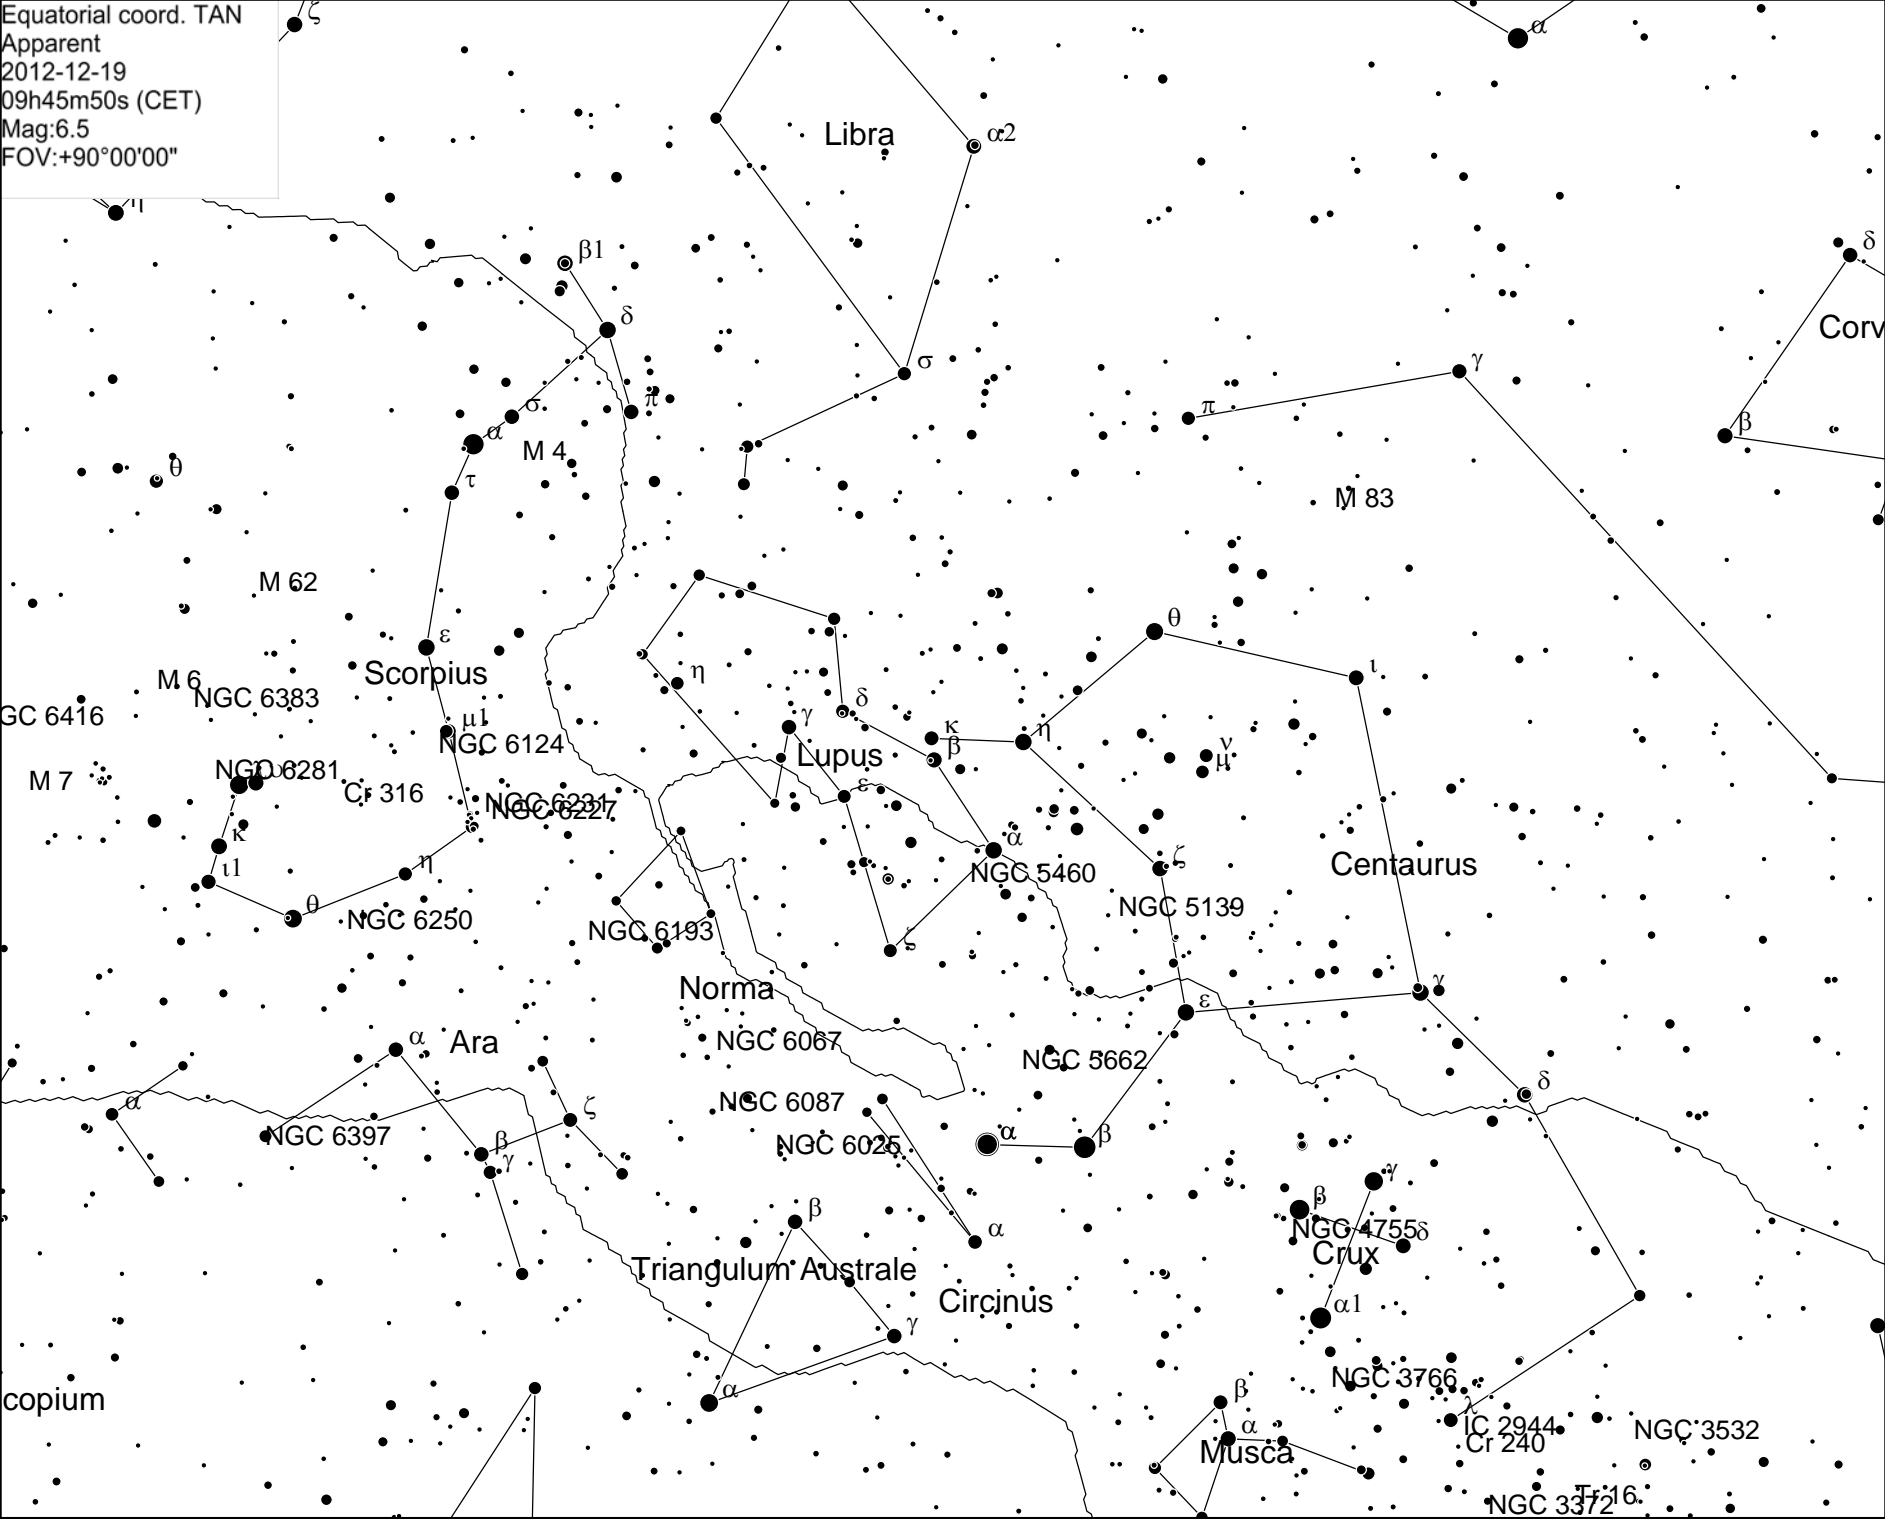 Equatorial coord. TAN
Apparent
2012-12-19
09h45m50s (CET)
Mag:6.5
FOV:+90°00'00"
ζ
α
η
Libra
α2
δ
β1
Corv
δ
σ
γ
π
β
π
σ
α
M 4
θ
τ
M 83
M 62
θ
ε
Scorpius
ι
η
M 6
NGC 6383
GC 6416
δ
μ1
γ
κ
η
NGC 6124
β
Lupus
ν
μ
NGC 6281
M 7
Cr 316
ε
NGC 6231
NGC 6227
κ
α
ζ
Centaurus
η
ι1
NGC 5460
θ
NGC 5139
NGC 6250
NGC 6193
ζ
γ
Norma
ε
α
Ara
NGC 6067
NGC 5662
δ
α
NGC 6087
ζ
NGC 6397
β
NGC 6025
α
β
γ
γ
β
β
α
NGC 4755
δ
Crux
Triangulum Australe
Circinus
α1
γ
NGC 3766
α
β
copium
λ
α
IC 2944
NGC 3532
Cr 240
Musca
Tr 16
NGC 3372